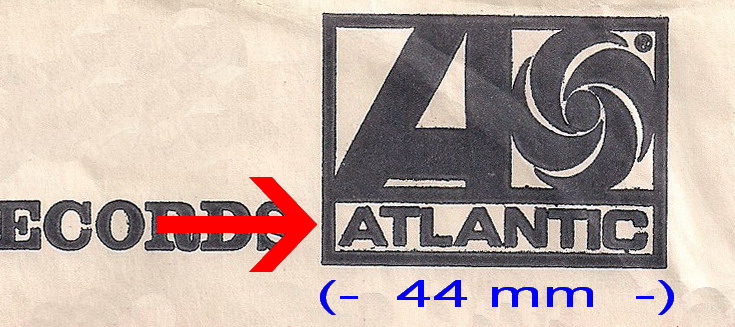 A
ECORDS
ATLANTIC
(- 44 mm -)